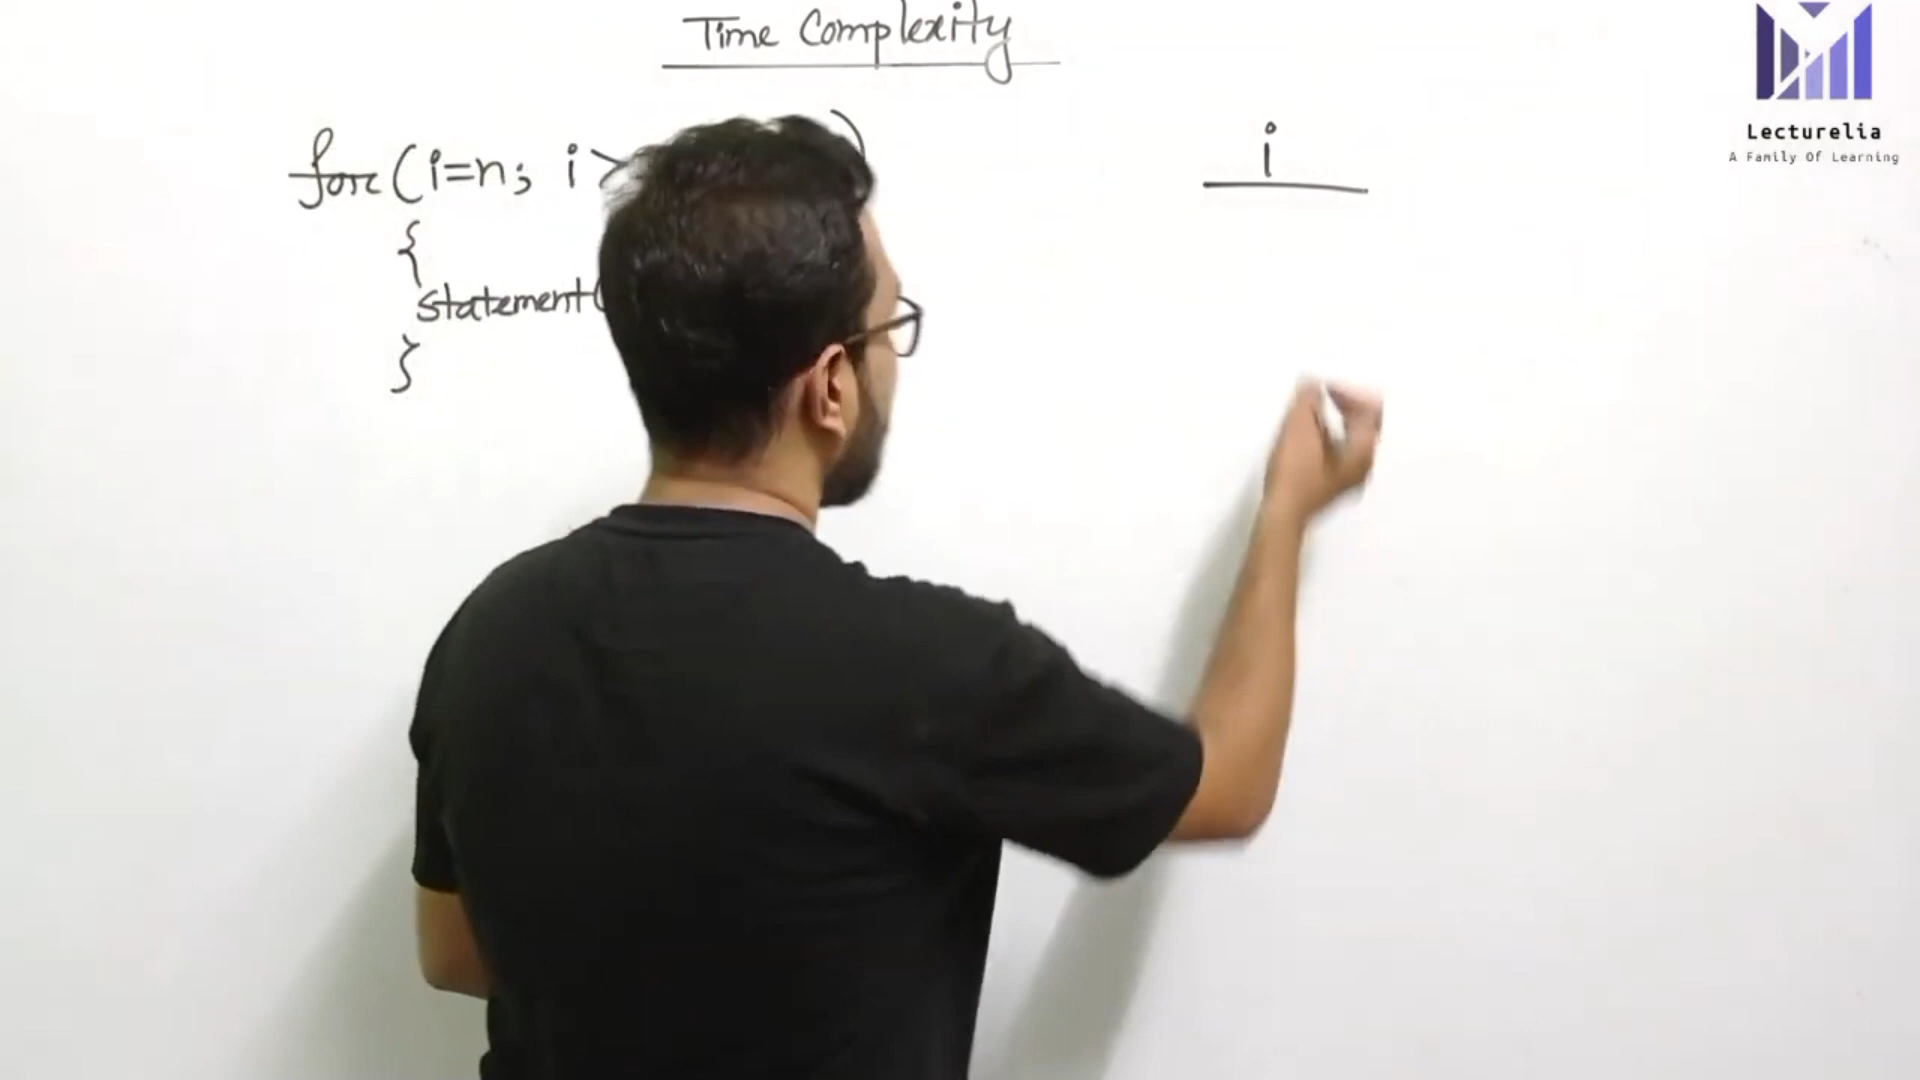 Time Complexity
for(i=n; i> )
i
{
statement(
}
Lecturelia
A Family Of Learning